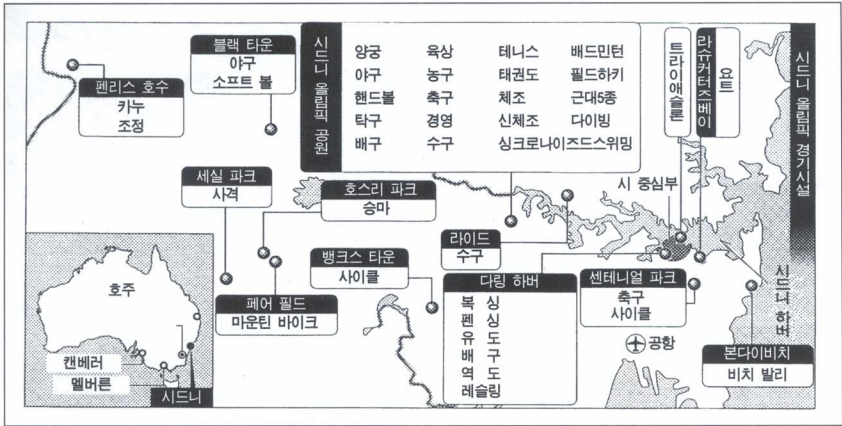 시드니 올림픽 경기시설
펜리스 호수
카누
조정
블랙 타운
야구
소프트 볼
시드니 올림픽 공원
양궁 육상 테니스 배드민턴
야구 농구 태권도 필드하키
핸드볼 축구 체조 근대5종
탁구 경영 신체조 다이빙
배구 수구 싱크로나이즈드스위밍
트라이애슬론
라슈커터즈베이
요트
세실 파크
사격
호스리 파크
승마
시 중심부
라이드
수구
뱅크스 타운
사이클
페어 필드
마운틴 바이크
다링 하버
복 싱
펜 싱
유 도
배 구
역 도
레슬링
센테니얼 파크
축구
사이클
시드니 하버
공항
본다이비치
비치 발리
호주
캔베러
멜버른
시드니